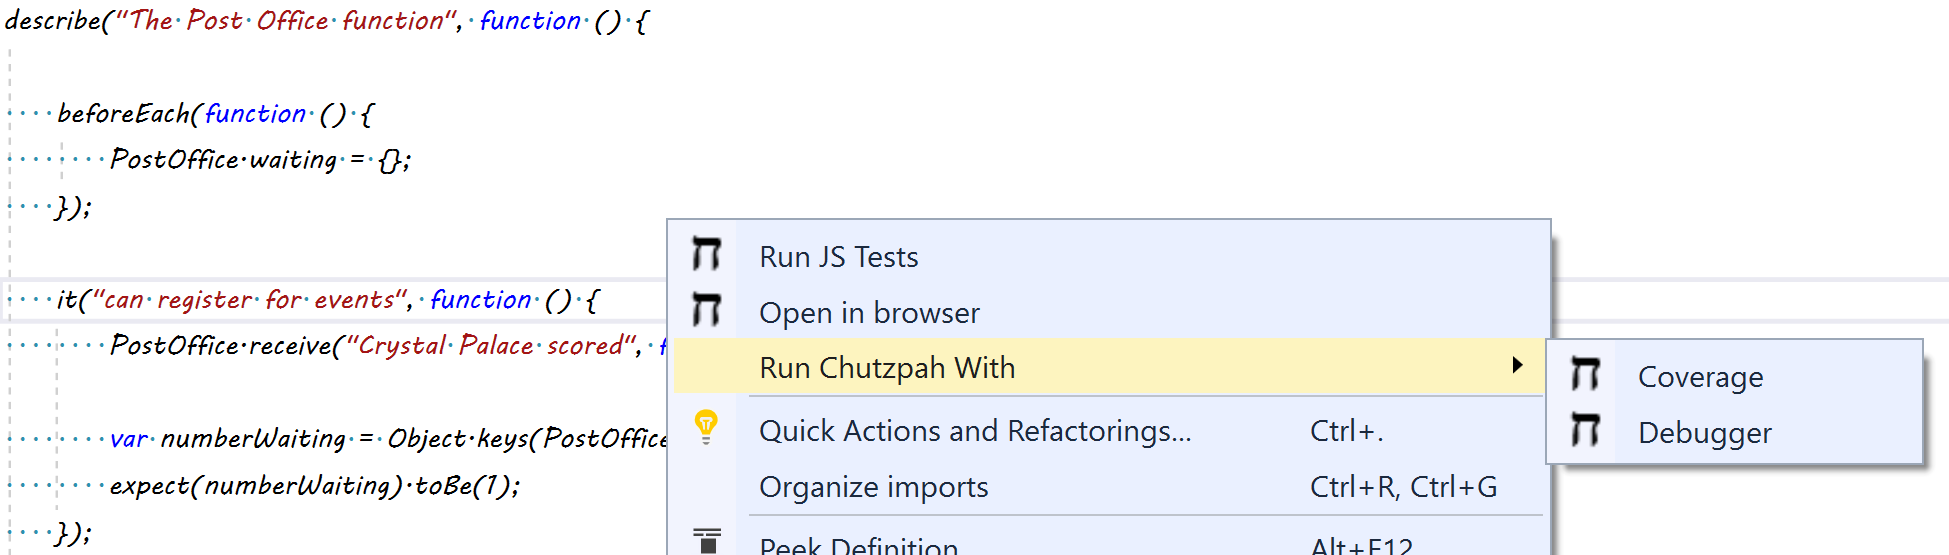 describe("The Post Office function", function () {
beforeEach(function () {
PostOffice.waiting = {};
});
it("can register for events", function () {
PostOffice.receive("Crystal Palace scored", f
var numberWaiting = Object.keys(PostOffice
expect(numberWaiting).toBe(1);
});
ח Run JS Tests
ח Open in browser
Run Chutzpah With
ח Coverage
ח Debugger
Quick Actions and Refactorings... Ctrl+.
Organize imports Ctrl+R, Ctrl+G
Peek Definition Alt+F12